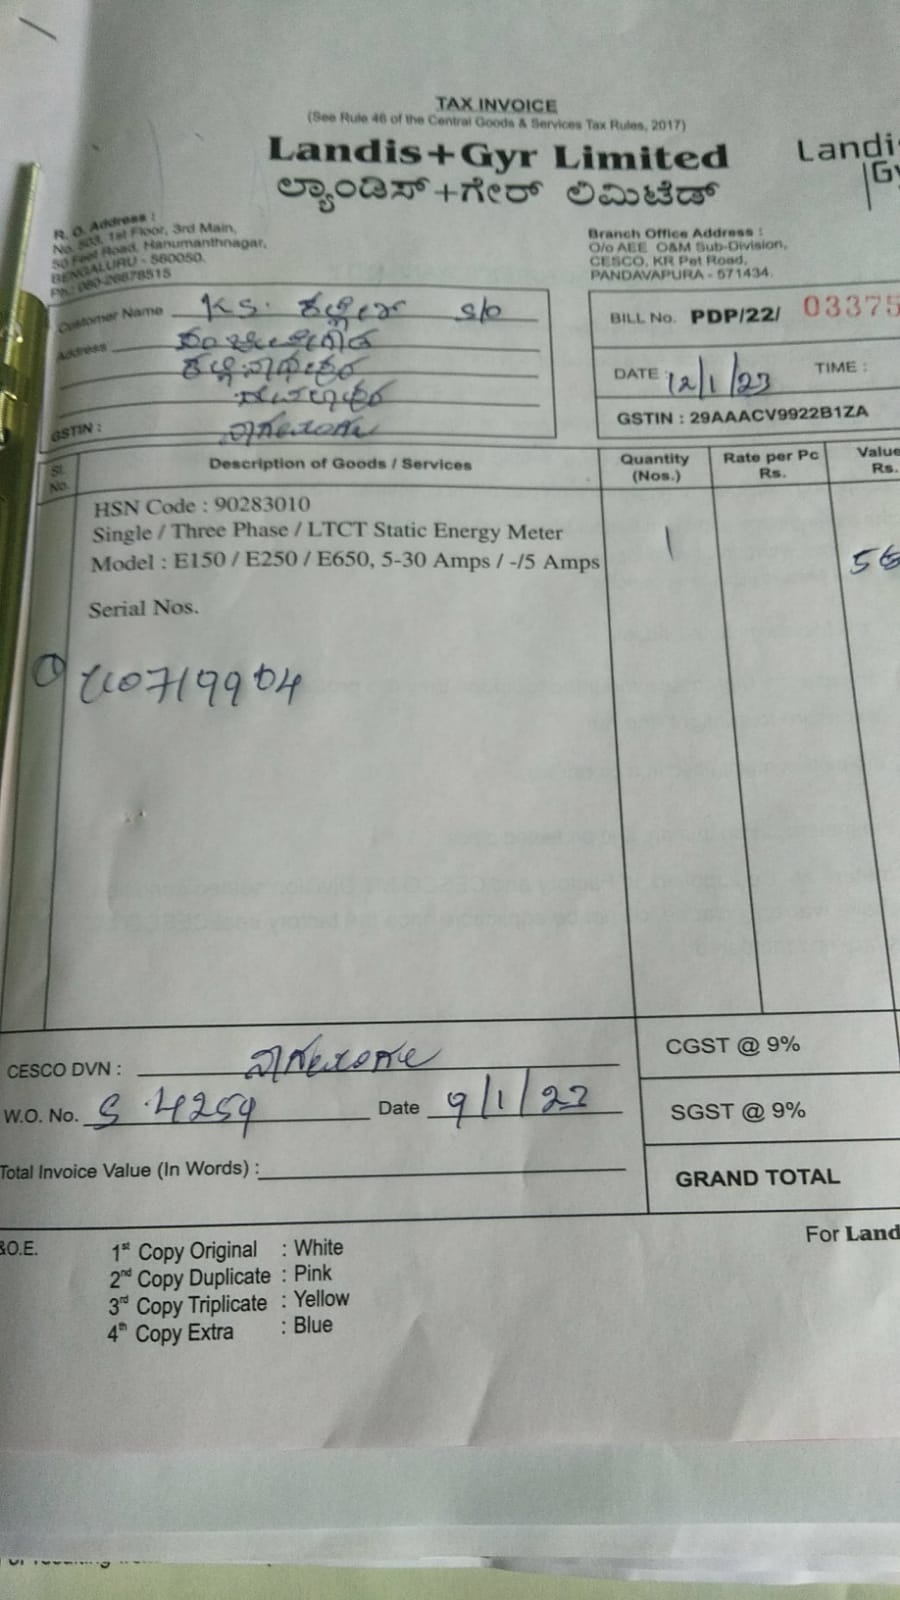 TAX INVOICE
(See Rule 46 of the Central Goods & Services Tax Rules, 2017)
Landis+Gyr Limited
ಲ್ಯಾಂಡಿಸ್+ಗೇರ್ ಲಿಮಿಟೆಡ್
Landi
Gy
R. O. Address :
No. 503, 1st Floor, 3rd Main,
50 Feet Road, Hanumanthnagar,
BENGALURU - 560050.
Ph.: 080-26678515
Branch Office Address :
O/o AEE O&M Sub-Division,
CESCO, KR Pet Road,
PANDAVAPURA - 571434.
Customer Name K.S. S/o
Address
GSTIN :
BILL No. PDP/22/ 03375
DATE : 12/1/23 TIME :
GSTIN : 29AAACV9922B1ZA
Sl. No. Description of Goods / Services Quantity (Nos.) Rate per Pc Rs. Value Rs.
HSN Code : 90283010
Single / Three Phase / LTCT Static Energy Meter 1
Model : E150 / E250 / E650, 5-30 Amps / -/5 Amps
Serial Nos.
CESCO DVN :
W.O. No. S.4259 Date 9/1/23
Total Invoice Value (In Words) :
CGST @ 9%
SGST @ 9%
GRAND TOTAL
&O.E.
For Land
1st Copy Original : White
2nd Copy Duplicate : Pink
3rd Copy Triplicate : Yellow
4th Copy Extra : Blue